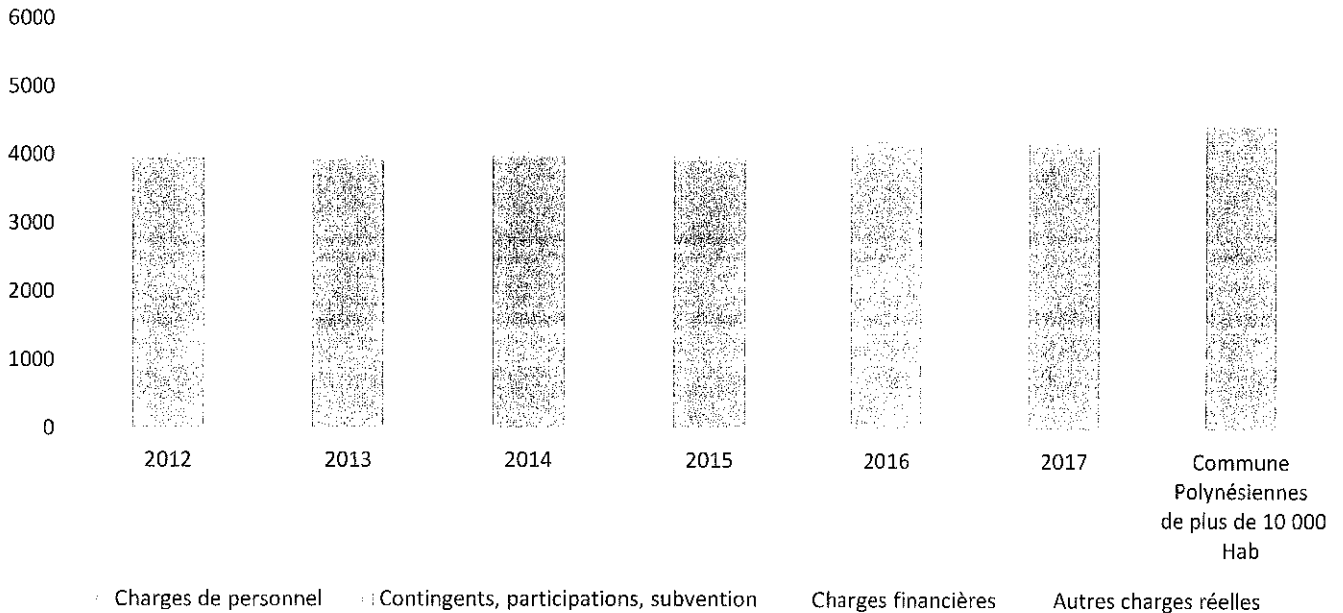 6000
5000
4000
3000
2000
1000
0
2012 2013 2014 2015 2016 2017 Commune
Polynésiennes
de plus de 10 000
Hab
Charges de personnel Contingents, participations, subvention Charges financières Autres charges réelles